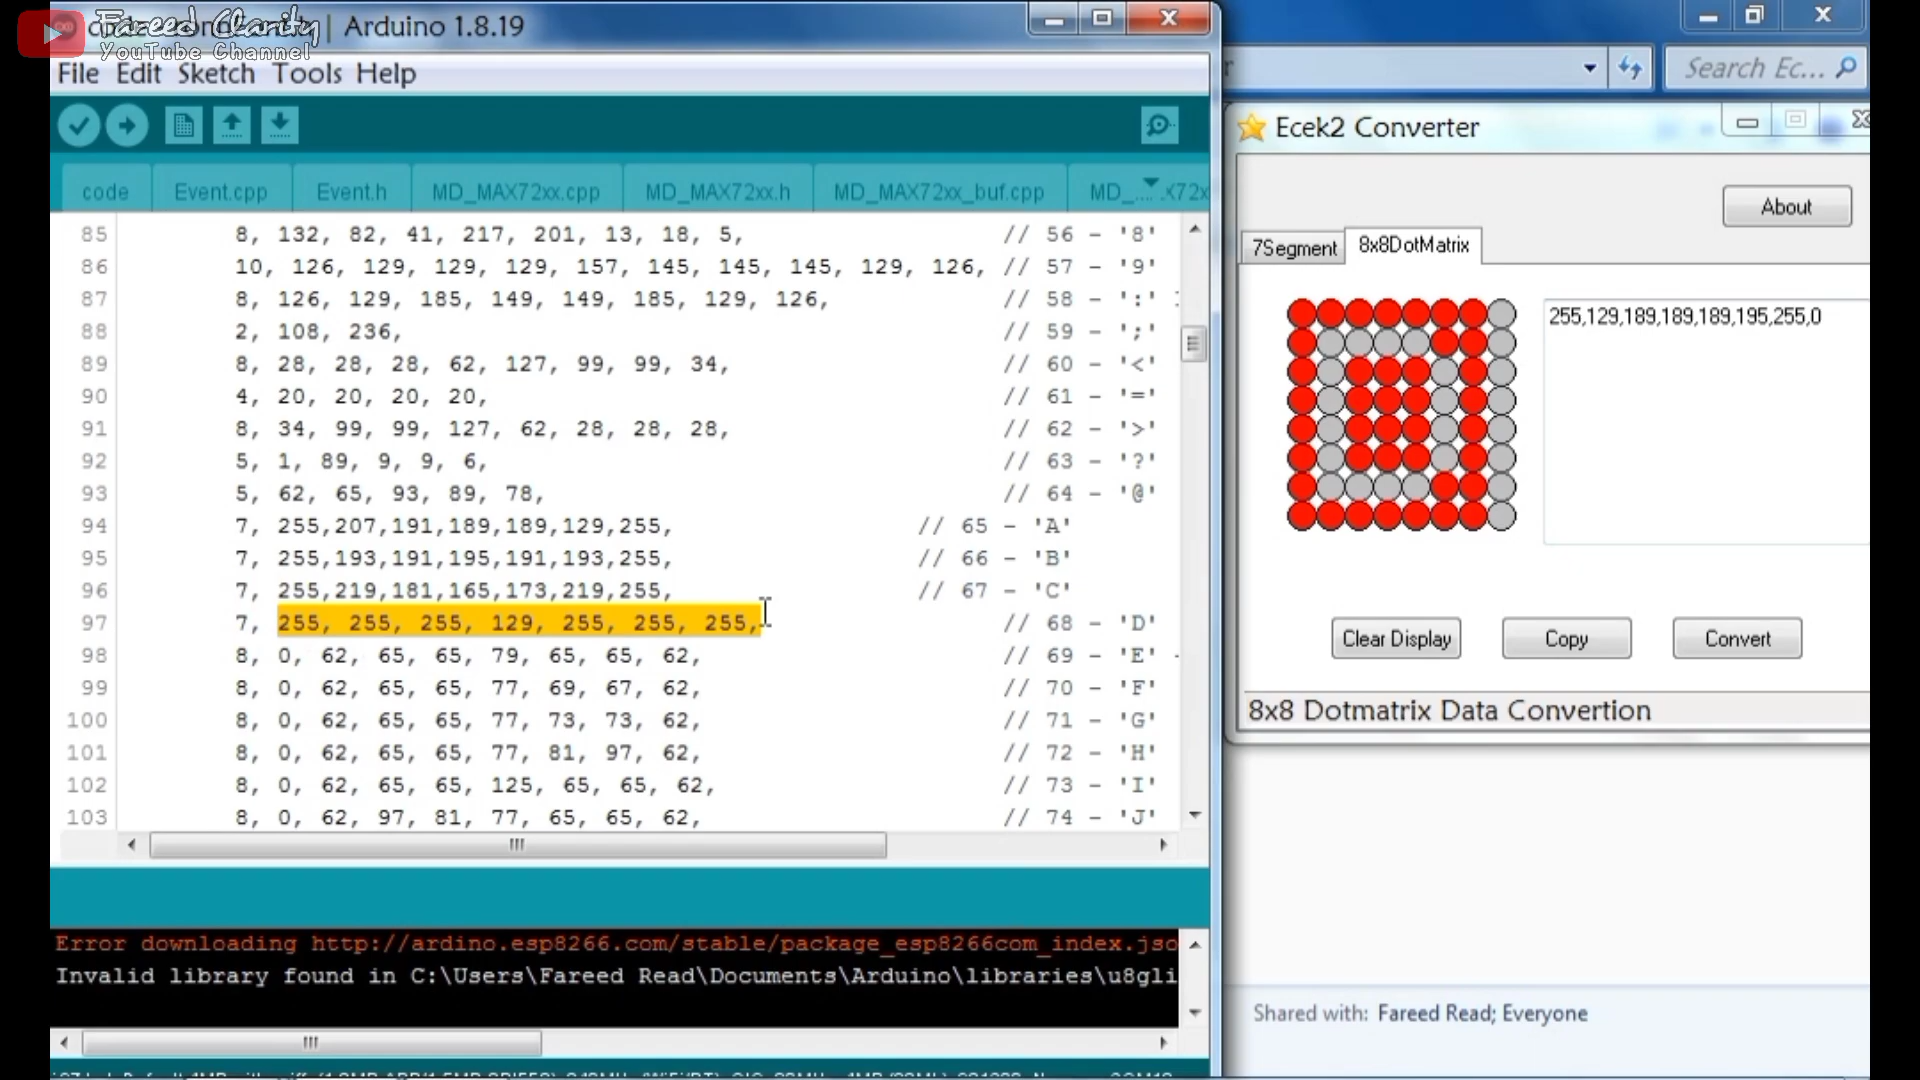 Fareed Clarity
YouTube Channel
| Arduino 1.8.19
File Edit Sketch Tools Help
code Event.cpp Event.h MD_MAX72xx.cpp MD_MAX72xx.h MD_MAX72xx_buf.cpp
85 8, 132, 82, 41, 217, 201, 13, 18, 5, // 56 - '8'
86 10, 126, 129, 129, 129, 157, 145, 145, 145, 129, 126, // 57 - '9'
87 8, 126, 129, 185, 149, 149, 185, 129, 126, // 58 - ':'
88 2, 108, 236, // 59 - ';'
89 8, 28, 28, 28, 62, 127, 99, 99, 34, // 60 - '<'
90 4, 20, 20, 20, 20, // 61 - '='
91 8, 34, 99, 99, 127, 62, 28, 28, 28, // 62 - '>'
92 5, 1, 89, 9, 9, 6, // 63 - '?'
93 5, 62, 65, 93, 89, 78, // 64 - '@'
94 7, 255,207,191,189,189,129,255, // 65 - 'A'
95 7, 255,193,191,195,191,193,255, // 66 - 'B'
96 7, 255,219,181,165,173,219,255, // 67 - 'C'
97 7, 255, 255, 255, 129, 255, 255, 255, // 68 - 'D'
98 8, 0, 62, 65, 65, 79, 65, 65, 62, // 69 - 'E' -
99 8, 0, 62, 65, 65, 77, 69, 67, 62, // 70 - 'F'
100 8, 0, 62, 65, 65, 77, 73, 73, 62, // 71 - 'G'
101 8, 0, 62, 65, 65, 77, 81, 97, 62, // 72 - 'H'
102 8, 0, 62, 65, 65, 125, 65, 65, 62, // 73 - 'I'
103 8, 0, 62, 97, 81, 77, 65, 65, 62, // 74 - 'J'
Error downloading http://ardino.esp8266.com/stable/package_esp8266com_index.jso
Invalid library found in C:\Users\Fareed Read\Documents\Arduino\libraries\u8gli
Search Ec...
Ecek2 Converter
About
7Segment 8x8DotMatrix
255,129,189,189,189,195,255,0
Clear Display Copy Convert
8x8 Dotmatrix Data Convertion
Shared with: Fareed Read; Everyone